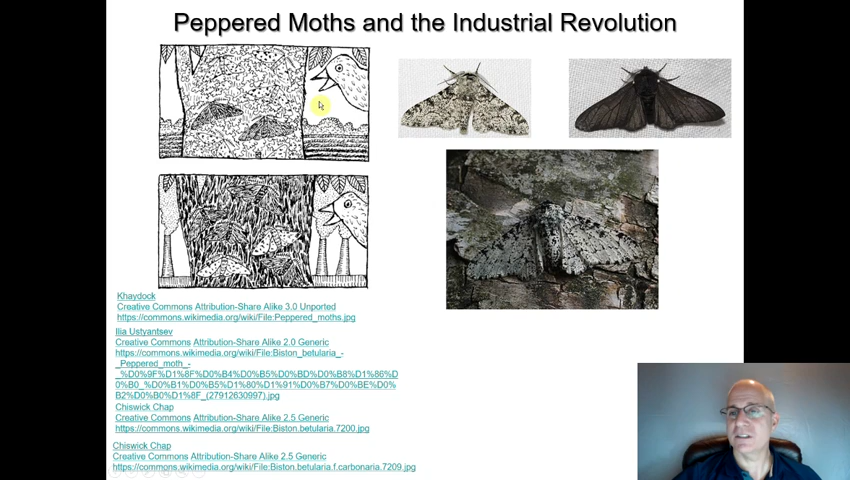 Peppered Moths and the Industrial Revolution
Khaydock
Creative Commons Attribution-Share Alike 3.0 Unported
https://commons.wikimedia.org/wiki/File:Peppered_moths.jpg
Ilia Ustyantsev
Creative Commons Attribution-Share Alike 2.0 Generic
https://commons.wikimedia.org/wiki/File:Biston_betularia_-
_Peppered_moth_-
_%D0%9F%D1%8F%D0%B4%D0%B5%D0%BD%D0%B8%D1%86%D
0%B0_%D0%B1%D0%B5%D1%80%D1%91%D0%B7%D0%BE%D0%
B2%D0%B0%D1%8F_(27912630997).jpg
Chiswick Chap
Creative Commons Attribution-Share Alike 2.5 Generic
https://commons.wikimedia.org/wiki/File:Biston.betularia.7200.jpg
Chiswick Chap
Creative Commons Attribution-Share Alike 2.5 Generic
https://commons.wikimedia.org/wiki/File:Biston.betularia.f.carbonaria.7209.jpg